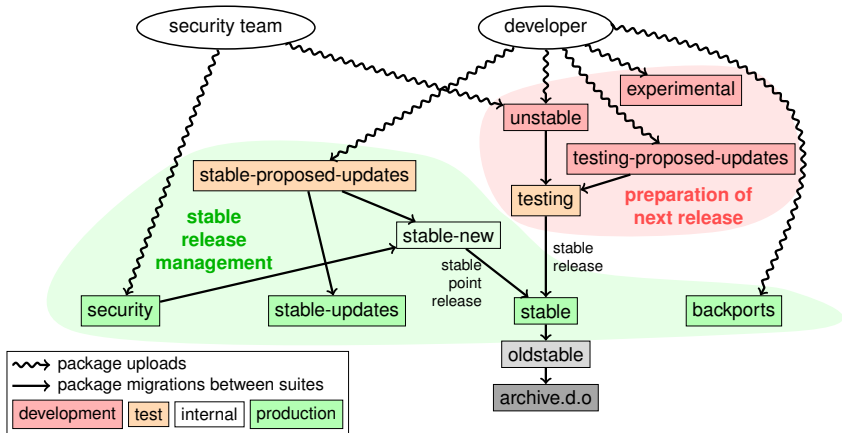 security team
developer
experimental
unstable
testing-proposed-updates
stable-proposed-updates
testing
preparation of
next release
stable
release
management
stable-new
stable
release
stable
point
release
security
stable-updates
stable
backports
oldstable
archive.d.o
package uploads
package migrations between suites
development
test
internal
production